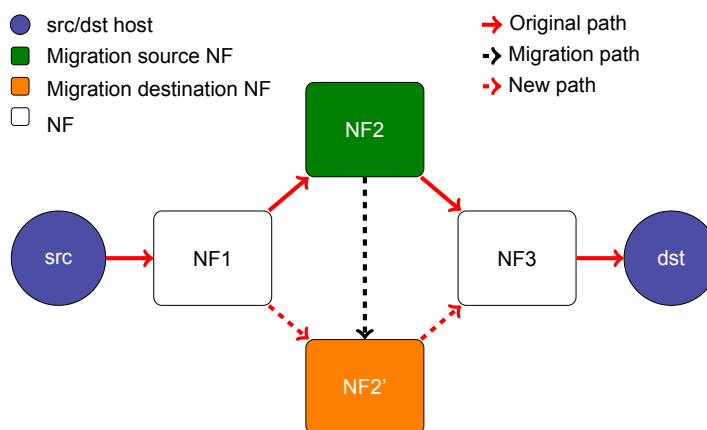 src/dst host
Migration source NF
Migration destination NF
NF
Original path
Migration path
New path
NF2
src
NF1
NF3
dst
NF2'